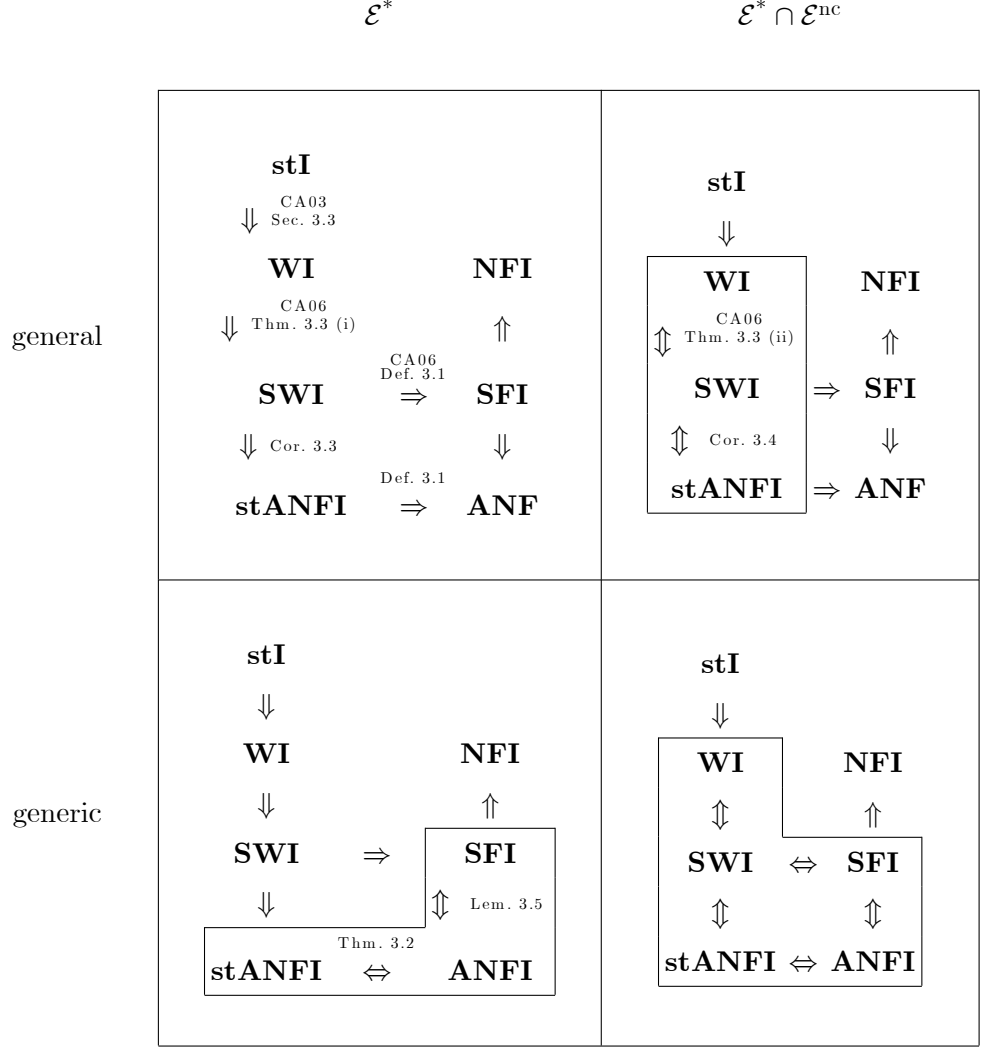 ℰ* ℰ* ∩ ℰⁿᶜ
general
stI
⇓ CA03
Sec. 3.3
WI NFI
⇓ CA06
Thm. 3.3 (i) ⇑
SWI CA06
Def. 3.1
⇒ SFI
⇓ Cor. 3.3 ⇓
stANFI Def. 3.1
⇒ ANF
stI
⇓
WI NFI
⇕ CA06
Thm. 3.3 (ii) ⇑
SWI ⇒ SFI
⇕ Cor. 3.4 ⇓
stANFI ⇒ ANF
generic
stI
⇓
WI NFI
⇓ ⇑
SWI ⇒ SFI
⇓ ⇕ Lem. 3.5
stANFI Thm. 3.2
⇔ ANFI
stI
⇓
WI NFI
⇕ ⇑
SWI ⇔ SFI
⇕ ⇕
stANFI ⇔ ANFI